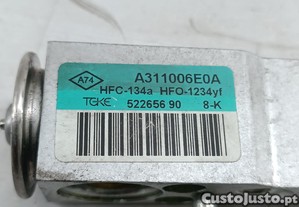 A74
A311006E0A
HFC-134a HFO-1234yf
TGKE
522656 90
8-K
CustoJusto.pt